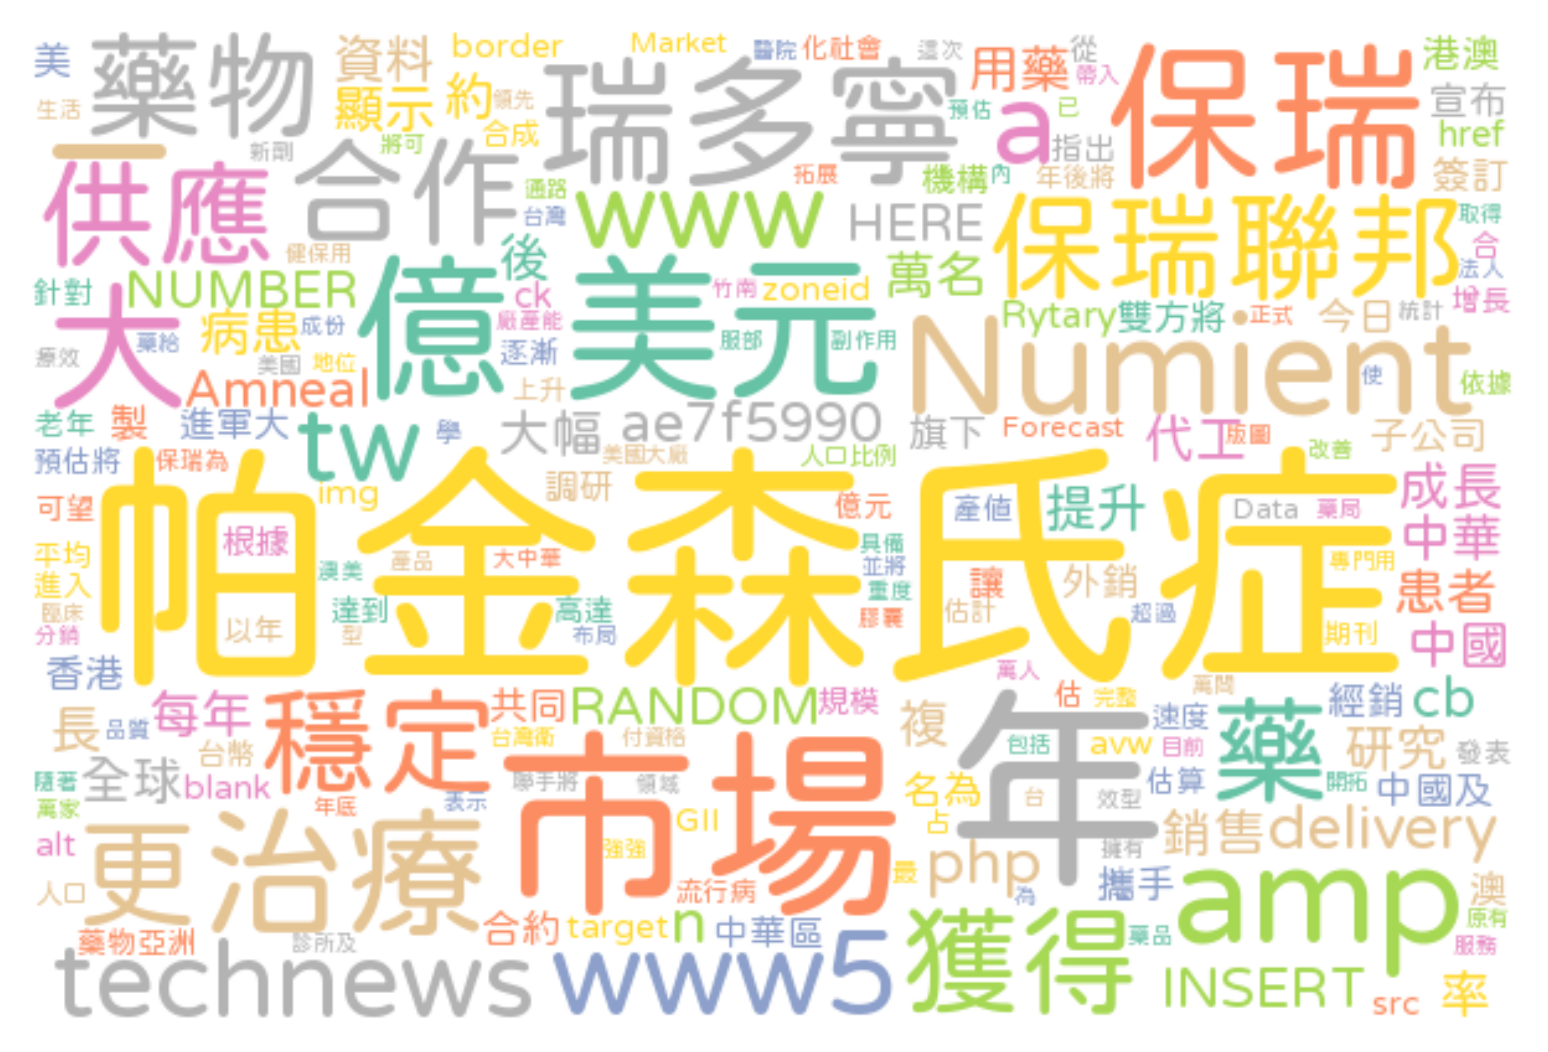 美
藥物
資料
border
Market
醫院
化社會
這次
用藥
從
帶入
保瑞
港澳
生活
顯示
約
領先
合成
瑞多寧
預估
a
已
指出
宣布
href
新劑
將可
合作
拓展
機構
內
年後將
簽訂
供應
通路
台灣
www
HERE
保瑞聯邦
取得
合
法人
健保用
後
針對
NUMBER
億
美元
ck
竹南
zoneid
萬名
增長
大
病患
成份
廠產能
Rytary
雙方將
正式
今日
統計
藥給
療效
美國
地位
逐漸
服部
副作用
Numient
使
依據
Amneal
上升
老年
製
進軍大
tw
學
大幅
ae7f5990
旗下
Forecast
代工
版圖
改善
子公司
預估將
保瑞為
美國大廠
人口比例
img
調研
帕金森氏症
可望
億元
產值
提升
Data
藥局
成長
中華
根據
平均
進入
澳美
產品
大中華
具備
並將
重度
讓
外銷
專門用
患者
臨床
分銷
達到
高達
膠囊
估計
超過
以年
型
布局
期刊
中國
香港
萬人
萬間
每年
穩定
共同
RANDOM
規模
估
完整
經銷
cb
長
品質
台幣
台灣衛
付資格
複
年
速度
藥
研究
發表
包括
avw
目前
隨著
全球
blank
聯手將
領域
市場
名為
估算
開拓
中國及
萬家
年底
表示
台
效型
alt
更
治療
GII
占
銷售
delivery
強強
擁有
人口
流行病
最
php
為
攜手
amp
澳
原有
藥物亞洲
診所及
合約
target
n
中華區
獲得
藥品
服務
technews
www5
INSERT
src
率